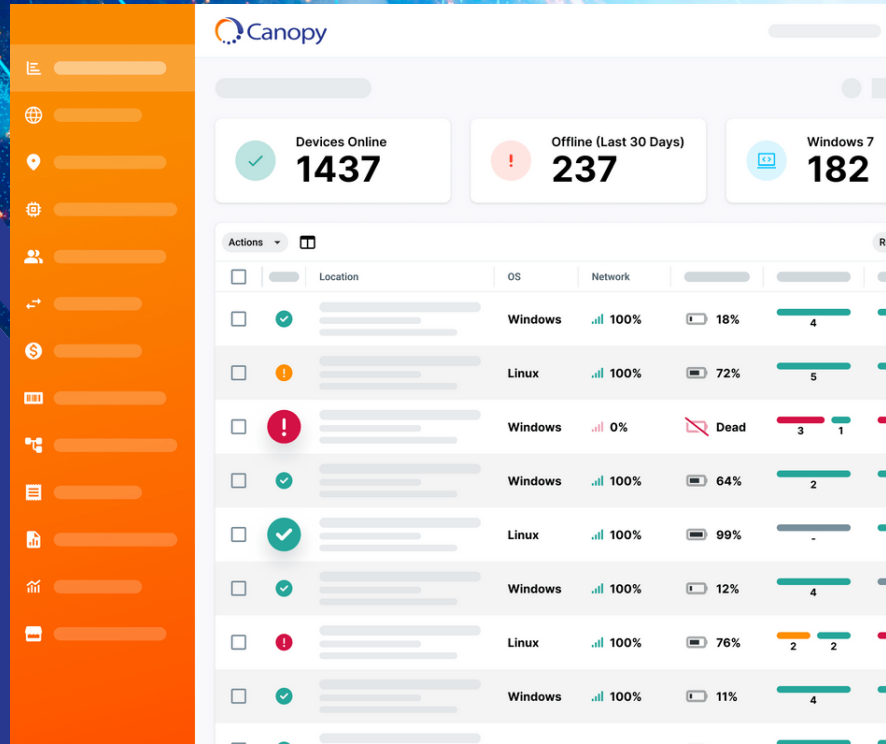 Canopy
Devices Online
1437
Offline (Last 30 Days)
237
Windows 7
182
Actions
R
Location OS Network
Windows 100% 18% 4
Linux 100% 72% 5
Windows 0% Dead 3 1
Windows 100% 64% 2
Linux 100% 99% -
Windows 100% 12% 4
Linux 100% 76% 2 2
Windows 100% 11% 4